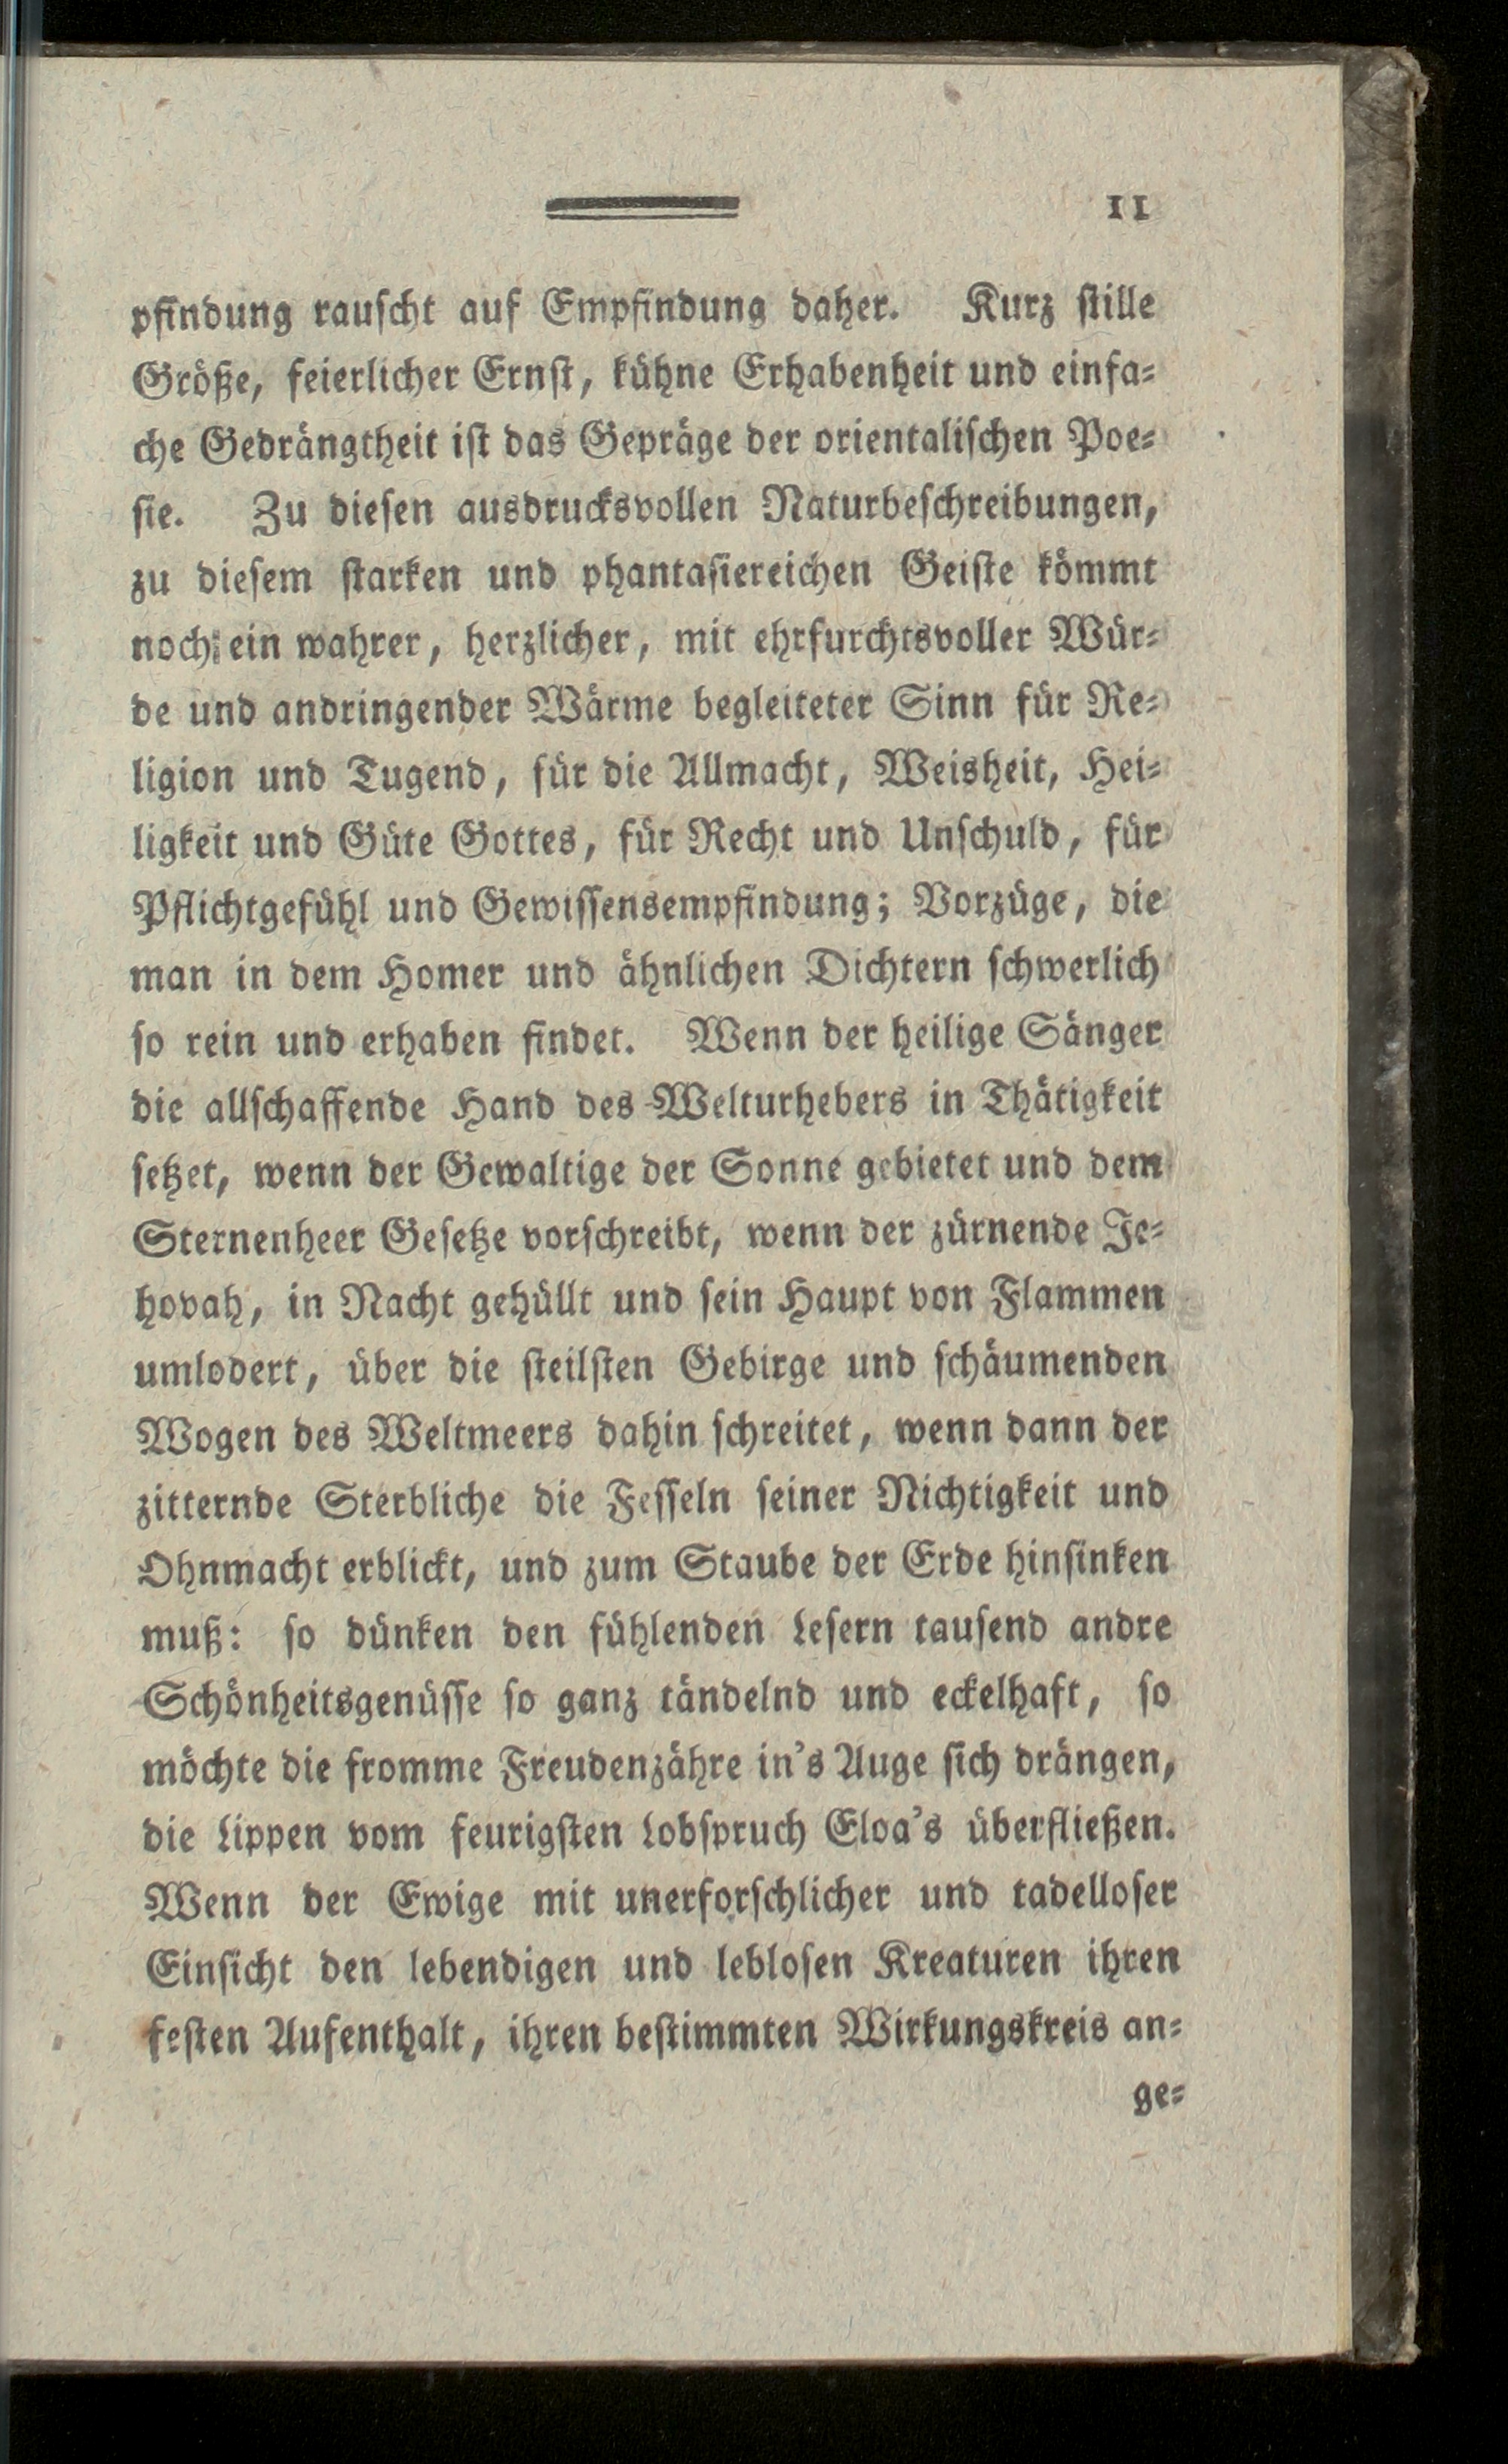 11
pfindung rauscht auf Empfindung daher. Kurz stille
Größe, feierlicher Ernst, kühne Erhabenheit und einfa-
che Gedrängtheit ist das Gepräge der orientalischen Poe-
sie. Zu diesen ausdrucksvollen Naturbeschreibungen,
zu diesem starken und phantasiereichen Geiste kömmt
noch ein wahrer, herzlicher, mit ehrfurchtsvoller Wür-
de und andringender Wärme begleiteter Sinn für Re-
ligion und Tugend, für die Allmacht, Weisheit, Hei-
ligkeit und Güte Gottes, für Recht und Unschuld, für
Pflichtgefühl und Gewissensempfindung; Vorzüge, die
man in dem Homer und ähnlichen Dichtern schwerlich
so rein und erhaben findet. Wenn der heilige Sänger
die allschaffende Hand des Welturhebers in Thätigkeit
setzet, wenn der Gewaltige der Sonne gebietet und dem
Sternenheer Gesetze vorschreibt, wenn der zürnende Je-
hovah, in Nacht gehüllt und sein Haupt von Flammen
umlodert, über die steilsten Gebirge und schäumenden
Wogen des Weltmeers dahin schreitet, wenn dann der
zitternde Sterbliche die Fesseln seiner Nichtigkeit und
Ohnmacht erblickt, und zum Staube der Erde hinsinken
muß: so dünken den fühlenden Lesern tausend andre
Schönheitsgenüsse so ganz tändelnd und eckelhaft, so
möchte die fromme Freudenzähre in's Auge sich drängen,
die Lippen vom feurigsten Lobspruch Eloa's überfließen.
Wenn der Ewige mit unerforschlicher und tadelloser
Einsicht den lebendigen und leblosen Kreaturen ihren
festen Aufenthalt, ihren bestimmten Wirkungskreis an-
ge-